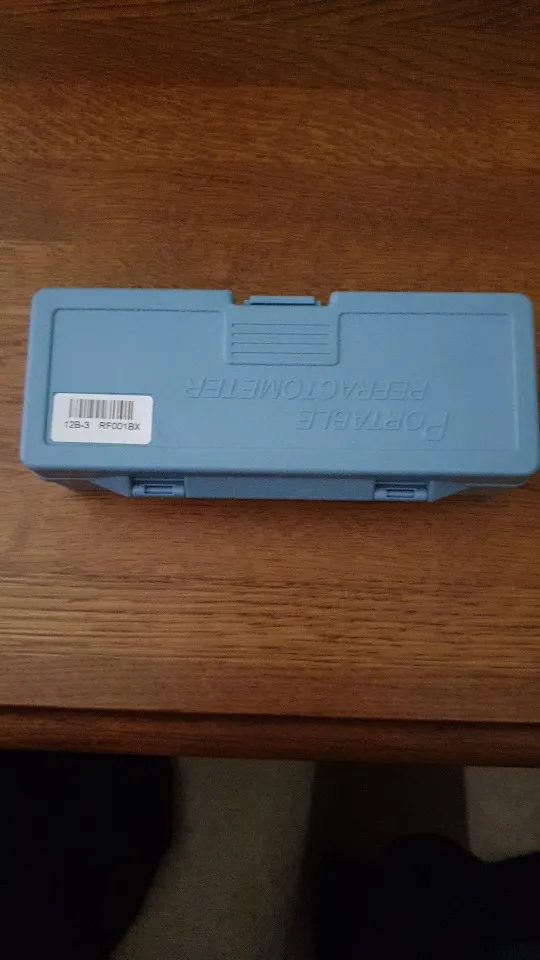 PORTABLE
REFRACTOMETER
12B-3 RF001BX